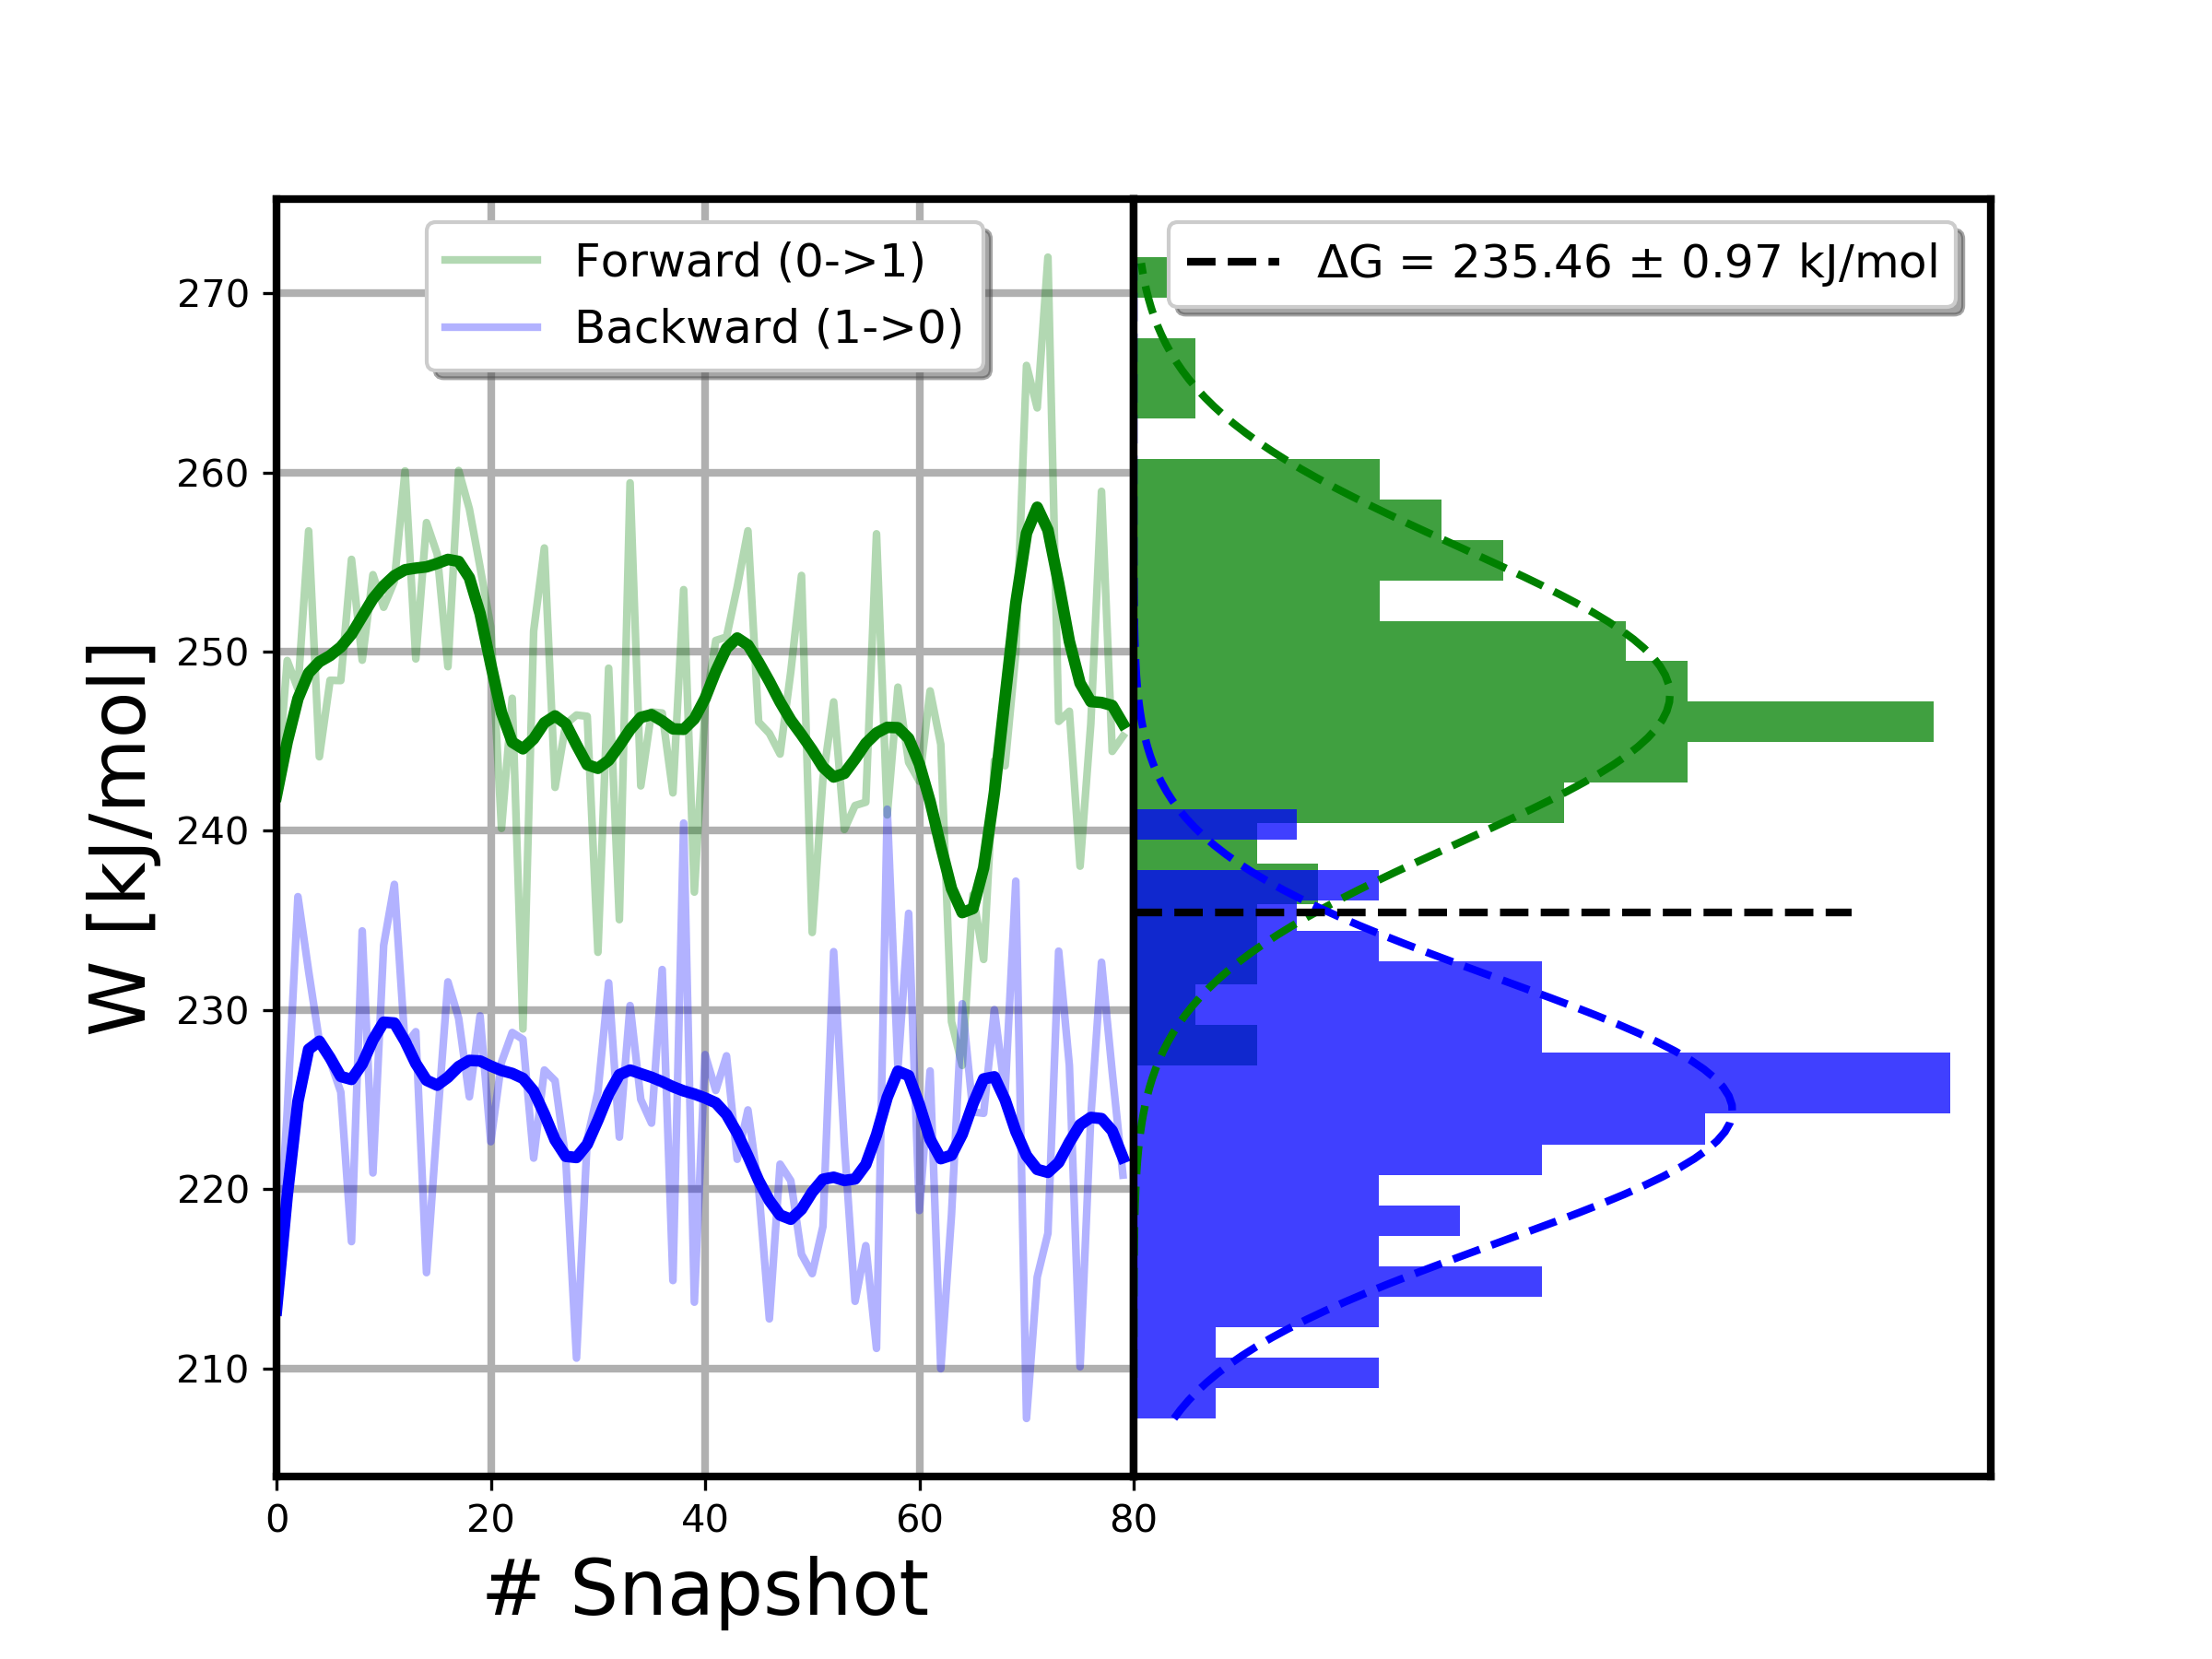 Forward (0->1)
Backward (1->0)
ΔG = 235.46 ± 0.97 kJ/mol
W [kJ/mol]
270
260
250
240
230
220
210
0 20 40 60 80
# Snapshot